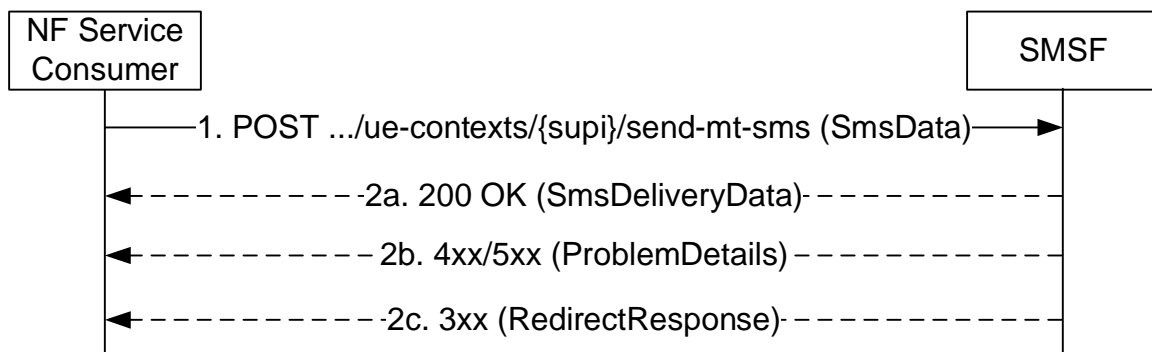 NF Service
Consumer
SMSF
1. POST .../ue-contexts/{supi}/send-mt-sms (SmsData)
2a. 200 OK (SmsDeliveryData)
2b. 4xx/5xx (ProblemDetails)
2c. 3xx (RedirectResponse)